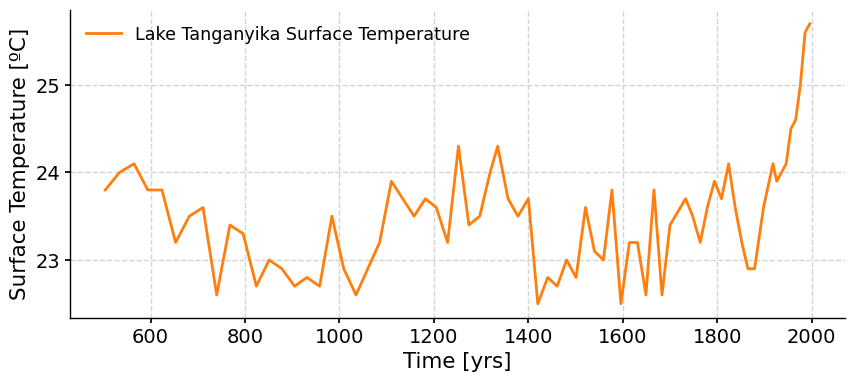 Lake Tanganyika Surface Temperature
Surface Temperature [ºC]
25
24
23
600 800 1000 1200 1400 1600 1800 2000
Time [yrs]